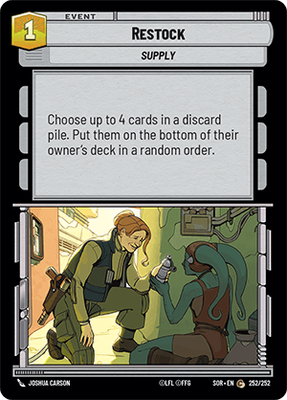 EVENT
1
RESTOCK
SUPPLY
Choose up to 4 cards in a discard
pile. Put them on the bottom of their
owner's deck in a random order.
JOSHUA CARSON
©LFL ©FFG
SOR • EN
C
252/252